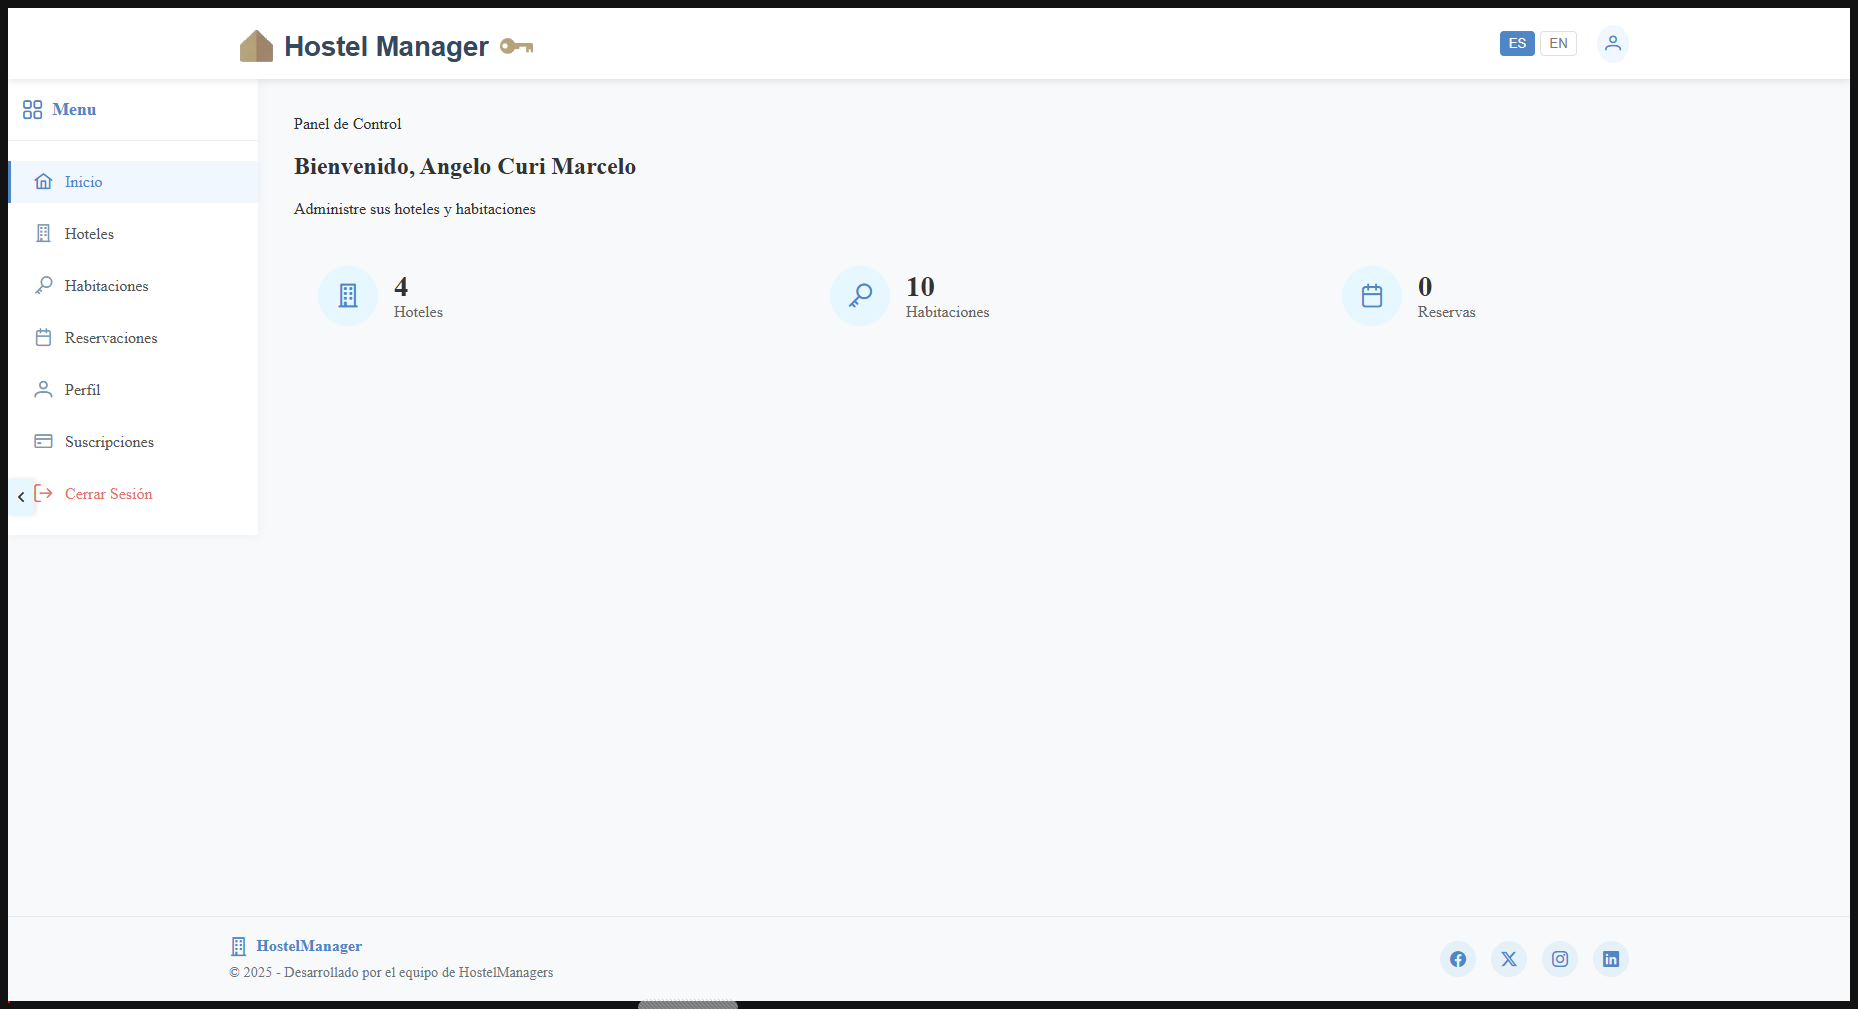 Hostel Manager
ES EN
Menu
Inicio
Hoteles
Habitaciones
Reservaciones
Perfil
Suscripciones
Cerrar Sesión
Panel de Control
Bienvenido, Angelo Curi Marcelo
Administre sus hoteles y habitaciones
4
Hoteles
10
Habitaciones
0
Reservas
HostelManager
© 2025 - Desarrollado por el equipo de HostelManagers